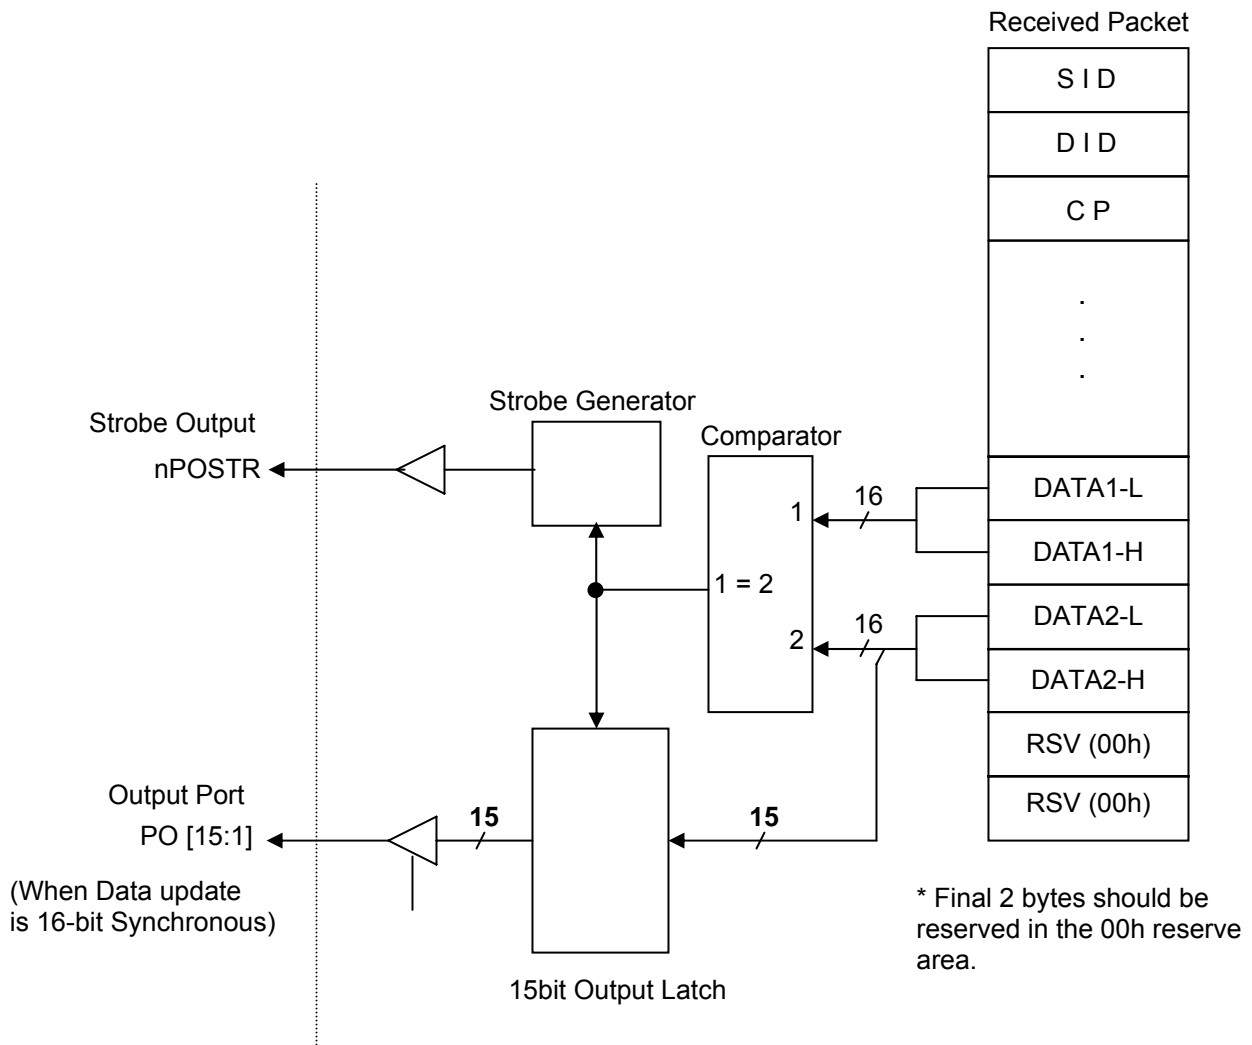 Received Packet
S I D
D I D
C P
.
.
.
Strobe Generator
Strobe Output
Comparator
nPOSTR
DATA1-L
16
1
DATA1-H
1 = 2
DATA2-L
16
2
DATA2-H
RSV (00h)
RSV (00h)
Output Port
15
15
PO [15:1]
(When Data update
is 16-bit Synchronous)
* Final 2 bytes should be
reserved in the 00h reserve
area.
15bit Output Latch